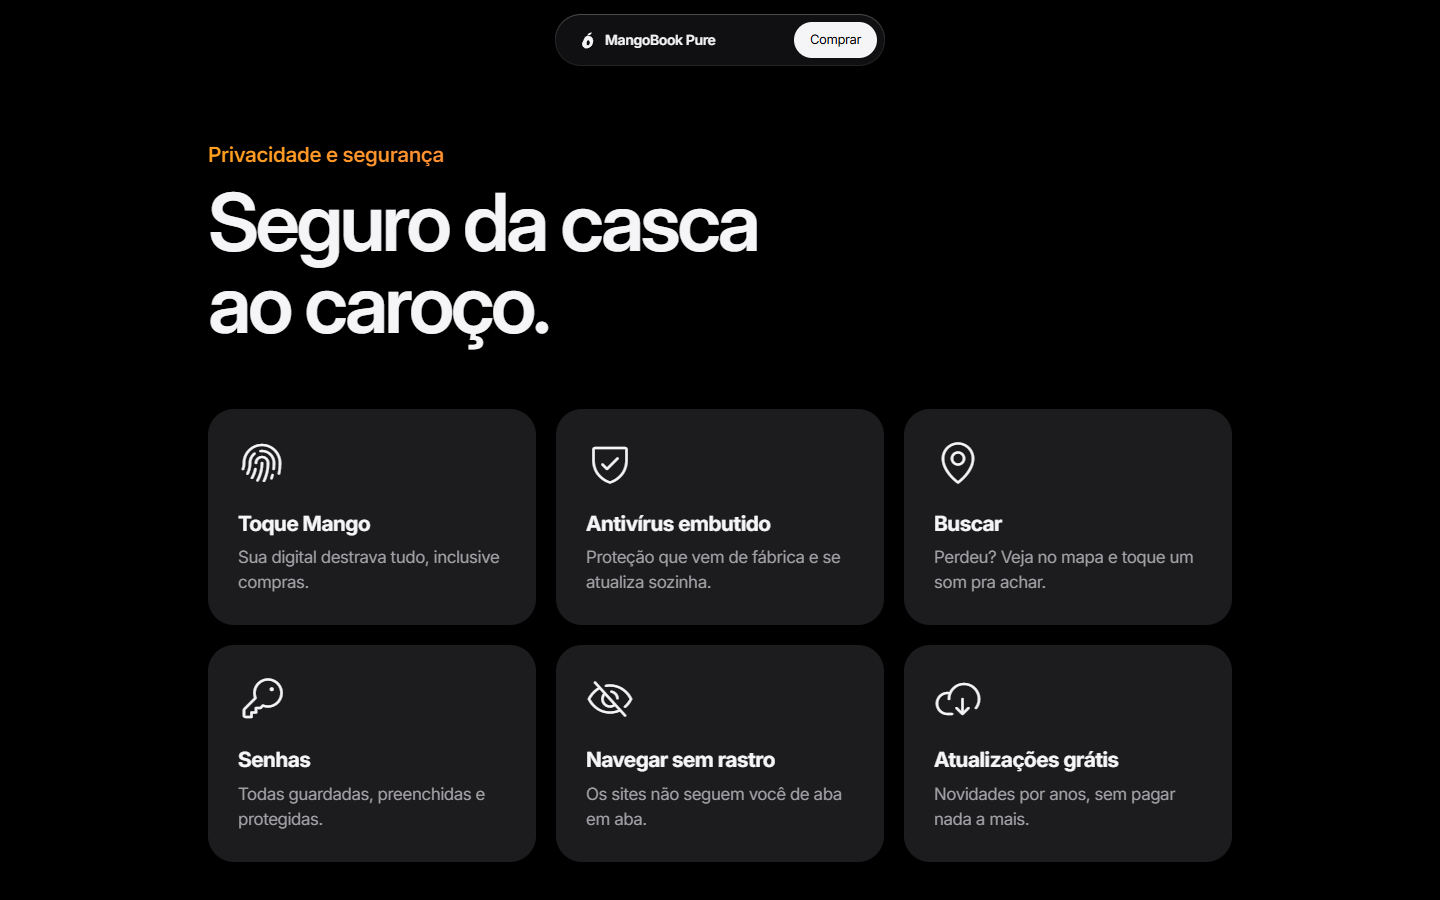 MangoBook Pure
Comprar
Privacidade e segurança
Seguro da casca
ao caroço.
Toque Mango
Sua digital destrava tudo, inclusive
compras.
Antivírus embutido
Proteção que vem de fábrica e se
atualiza sozinha.
Buscar
Perdeu? Veja no mapa e toque um
som pra achar.
Senhas
Todas guardadas, preenchidas e
protegidas.
Navegar sem rastro
Os sites não seguem você de aba
em aba.
Atualizações grátis
Novidades por anos, sem pagar
nada a mais.